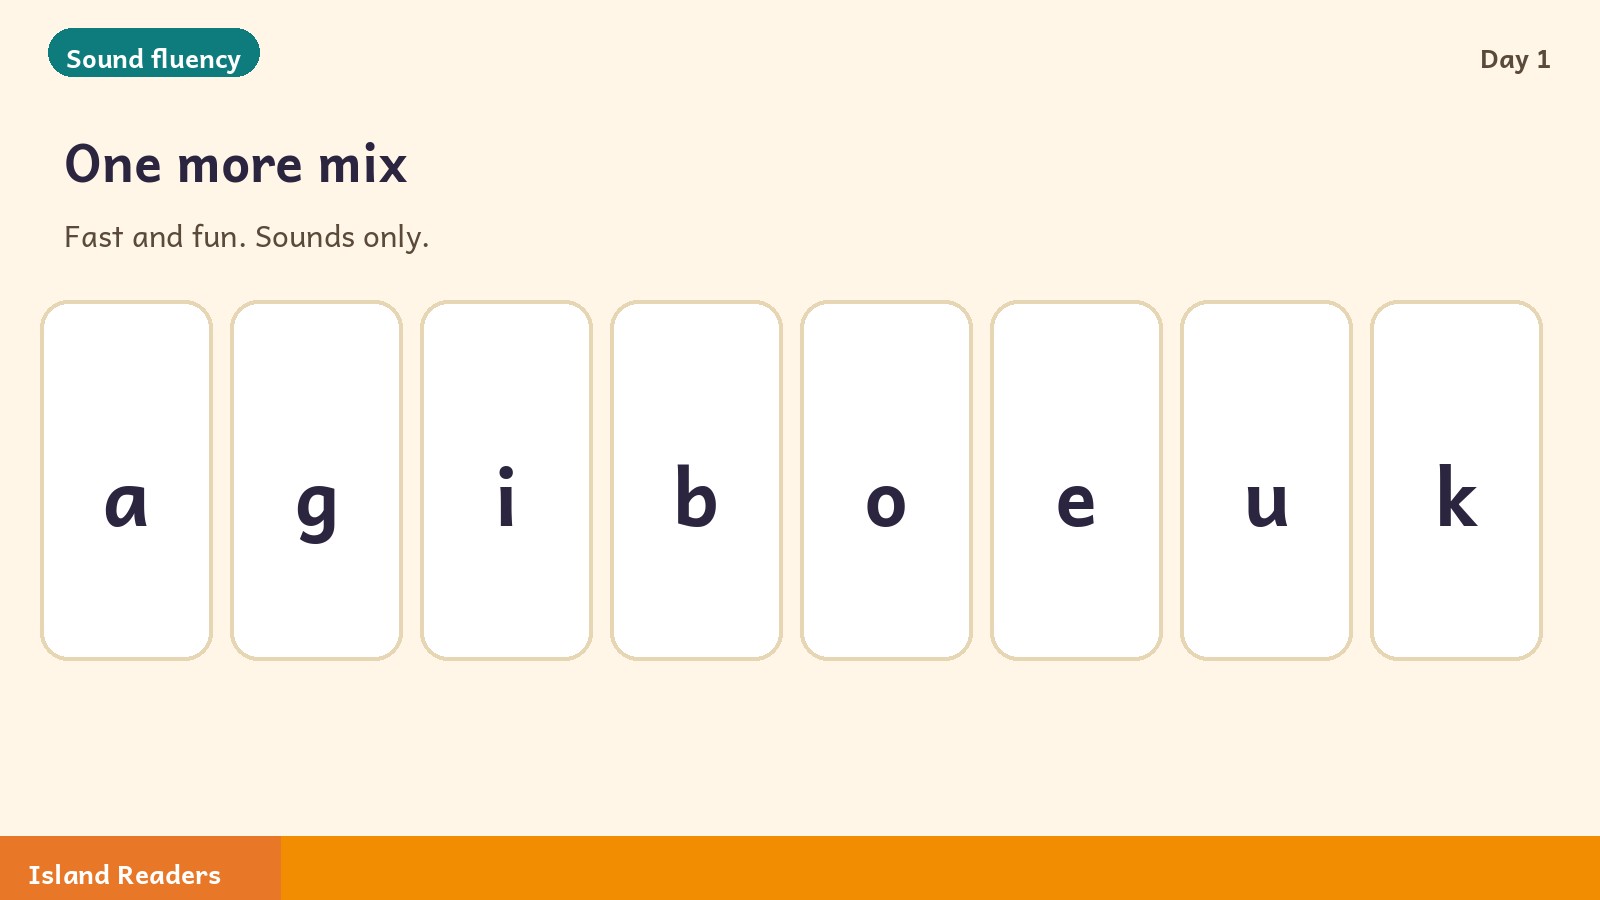 Sound fluency
Day 1
One more mix
Fast and fun. Sounds only.
a g i b o e u k
Island Readers